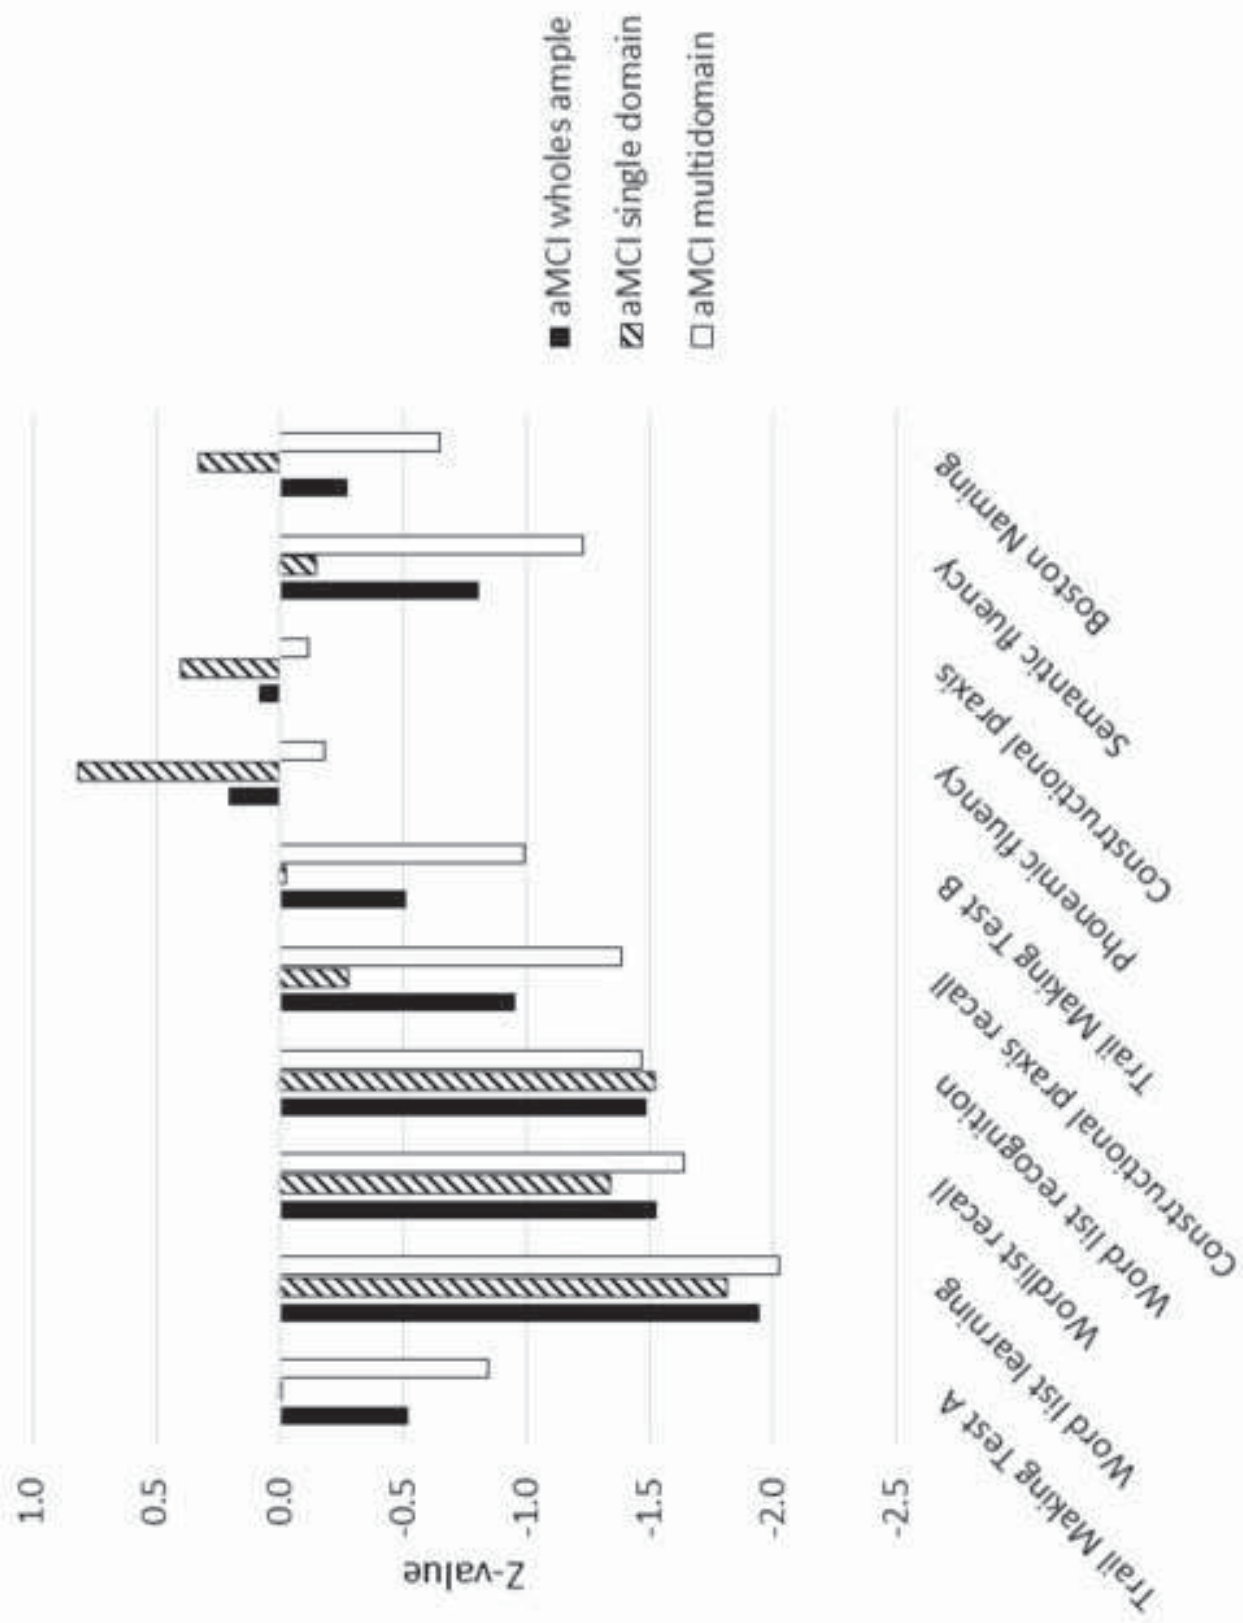 1.0
0.5
0.0
-0.5
-1.0
-1.5
-2.0
-2.5
Z-value
Trail Making Test A
Word list learning
Wordlist recall
Word list recognition
Constructional praxis recall
Trail Making Test B
Phonemic fluency
Constructional praxis
Semantic fluency
Boston Naming
aMCI wholes ample
aMCI single domain
aMCI multidomain